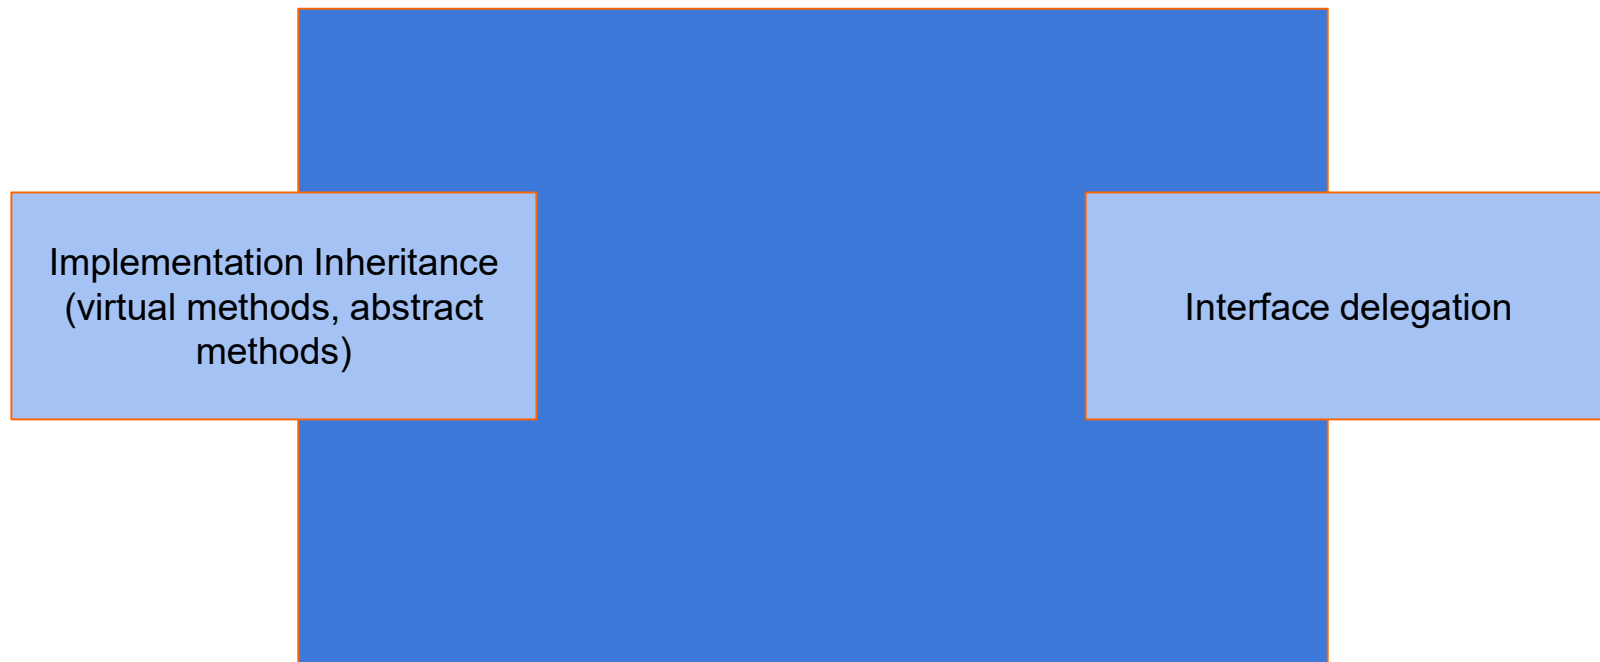 Implementation Inheritance
(virtual methods, abstract
methods)
Interface delegation